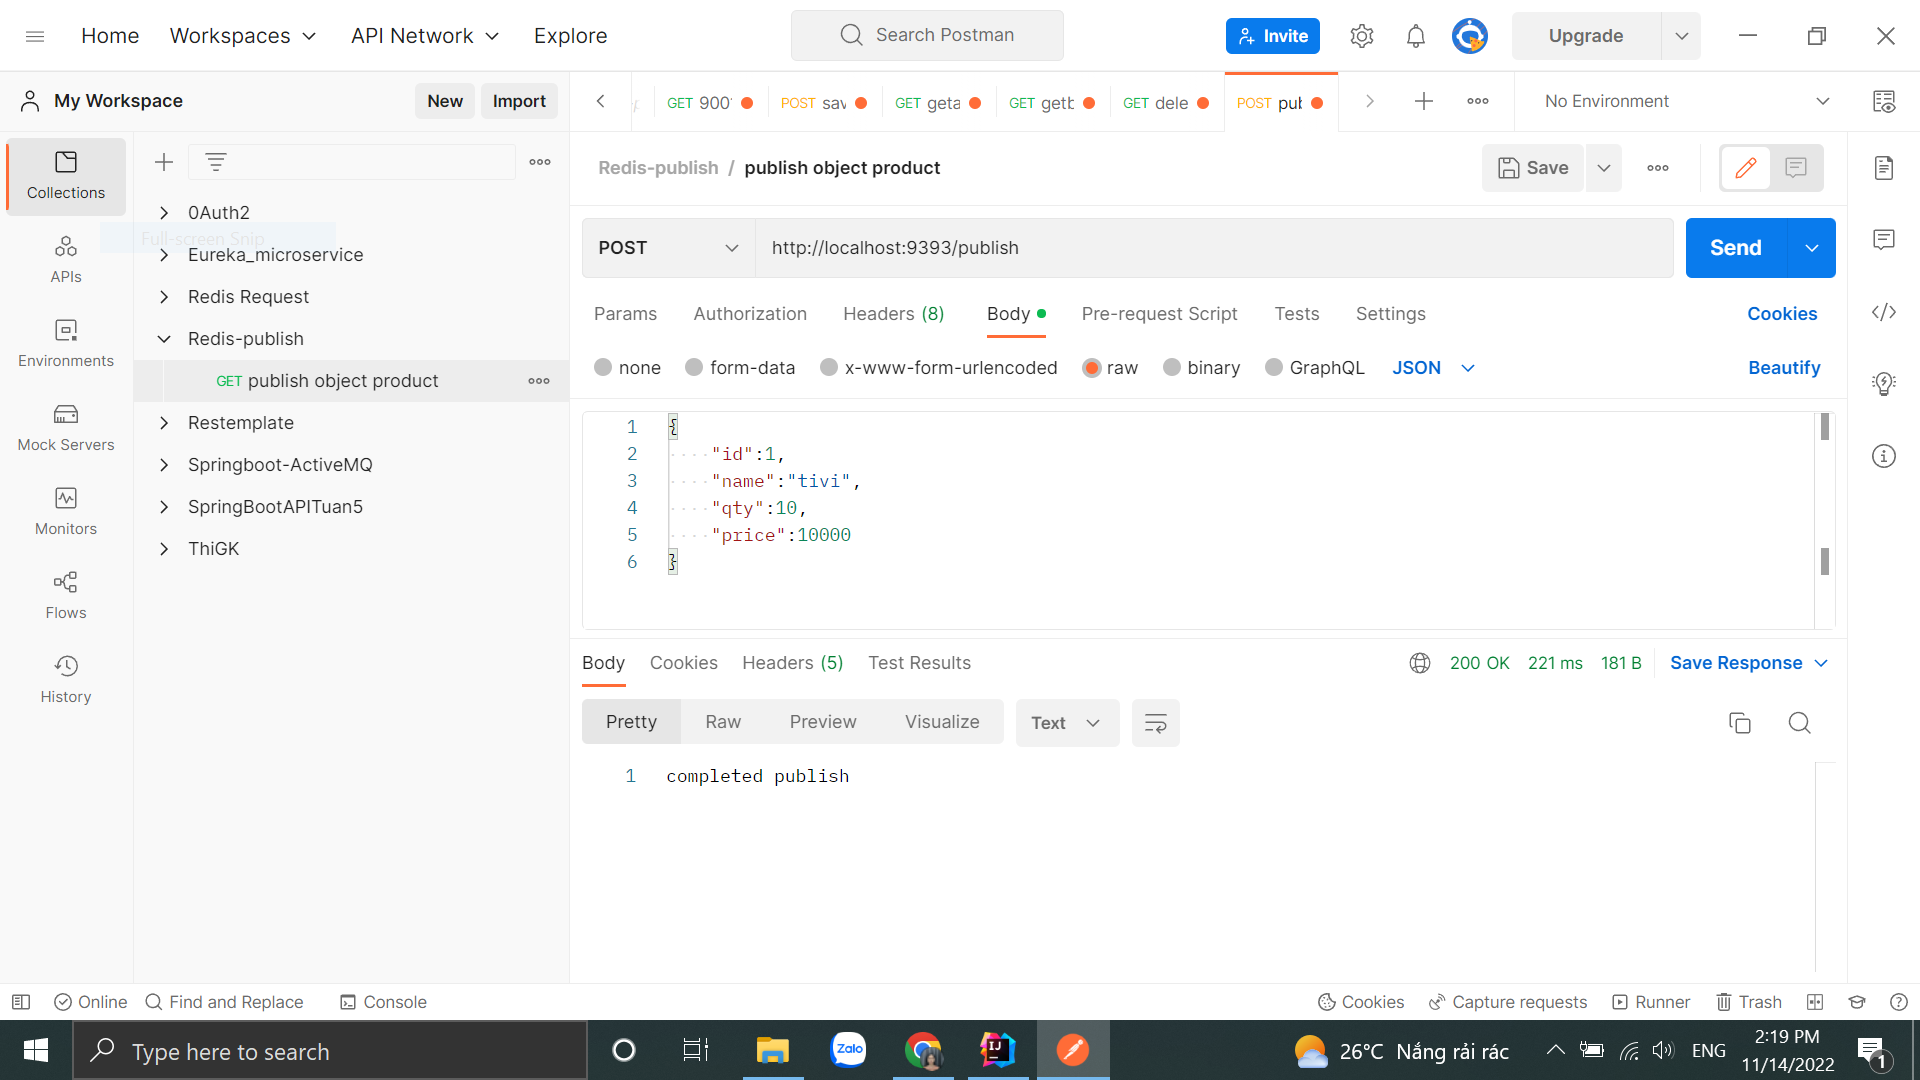 Home
Workspaces
API Network
Explore
Search Postman
Invite
Upgrade
My Workspace
New
Import
GET 900
POST sav
GET geta
GET getb
GET dele
POST pub
No Environment
Collections
APIs
Environments
Mock Servers
Monitors
Flows
History
0Auth2
Full-screen Snip
Eureka_microservice
Redis Request
Redis-publish
GET publish object product
Restemplate
Springboot-ActiveMQ
SpringBootAPITuan5
ThiGK
Redis-publish / publish object product
Save
POST
http://localhost:9393/publish
Send
Params
Authorization
Headers (8)
Body
Pre-request Script
Tests
Settings
Cookies
none
form-data
x-www-form-urlencoded
raw
binary
GraphQL
JSON
Beautify
1 {
2 "id":1,
3 "name":"tivi",
4 "qty":10,
5 "price":10000
6 }
Body
Cookies
Headers (5)
Test Results
200 OK
221 ms
181 B
Save Response
Pretty
Raw
Preview
Visualize
Text
1 completed publish
Online
Find and Replace
Console
Cookies
Capture requests
Runner
Trash
Type here to search
Zalo
IJ
26°C Nắng rải rác
ENG
2:19 PM
11/14/2022
1